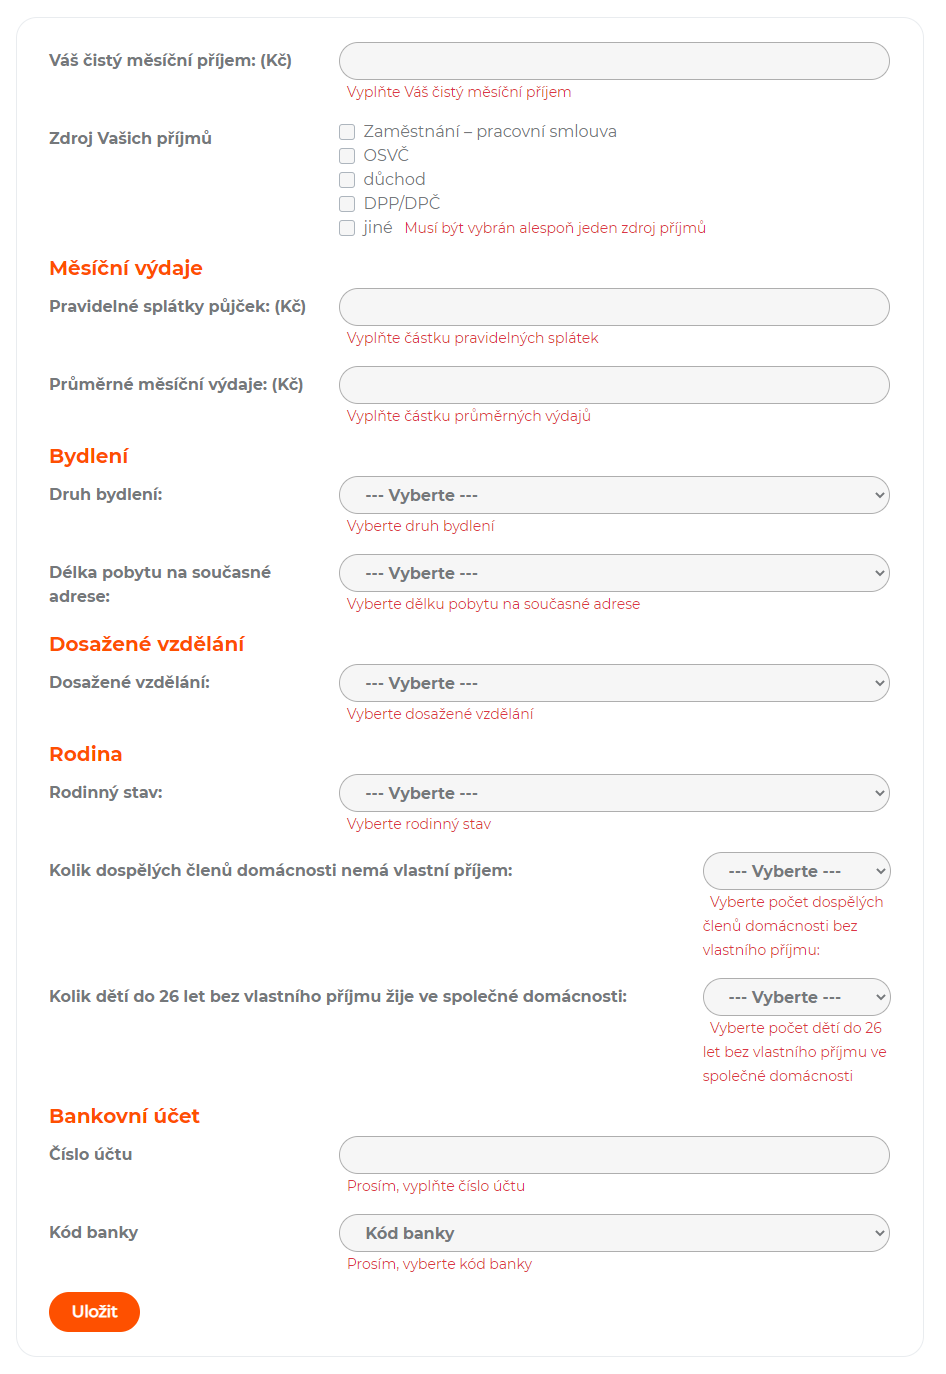 Váš čistý měsíční příjem: (Kč)
Vyplňte Váš čistý měsíční příjem
Zdroj Vašich příjmů
Zaměstnání – pracovní smlouva
OSVČ
důchod
DPP/DPČ
jiné Musí být vybrán alespoň jeden zdroj příjmů
Měsíční výdaje
Pravidelné splátky půjček: (Kč)
Vyplňte částku pravidelných splátek
Průměrné měsíční výdaje: (Kč)
Vyplňte částku průměrných výdajů
Bydlení
Druh bydlení:
--- Vyberte ---
Vyberte druh bydlení
Délka pobytu na současné
adrese:
--- Vyberte ---
Vyberte dělku pobytu na současné adrese
Dosažené vzdělání
Dosažené vzdělání:
--- Vyberte ---
Vyberte dosažené vzdělání
Rodina
Rodinný stav:
--- Vyberte ---
Vyberte rodinný stav
Kolik dospělých členů domácnosti nemá vlastní příjem:
--- Vyberte ---
Vyberte počet dospělých
členů domácnosti bez
vlastního příjmu:
Kolik dětí do 26 let bez vlastního příjmu žije ve společné domácnosti:
--- Vyberte ---
Vyberte počet dětí do 26
let bez vlastního příjmu ve
společné domácnosti
Bankovní účet
Číslo účtu
Prosím, vyplňte číslo účtu
Kód banky
Kód banky
Prosím, vyberte kód banky
Uložit